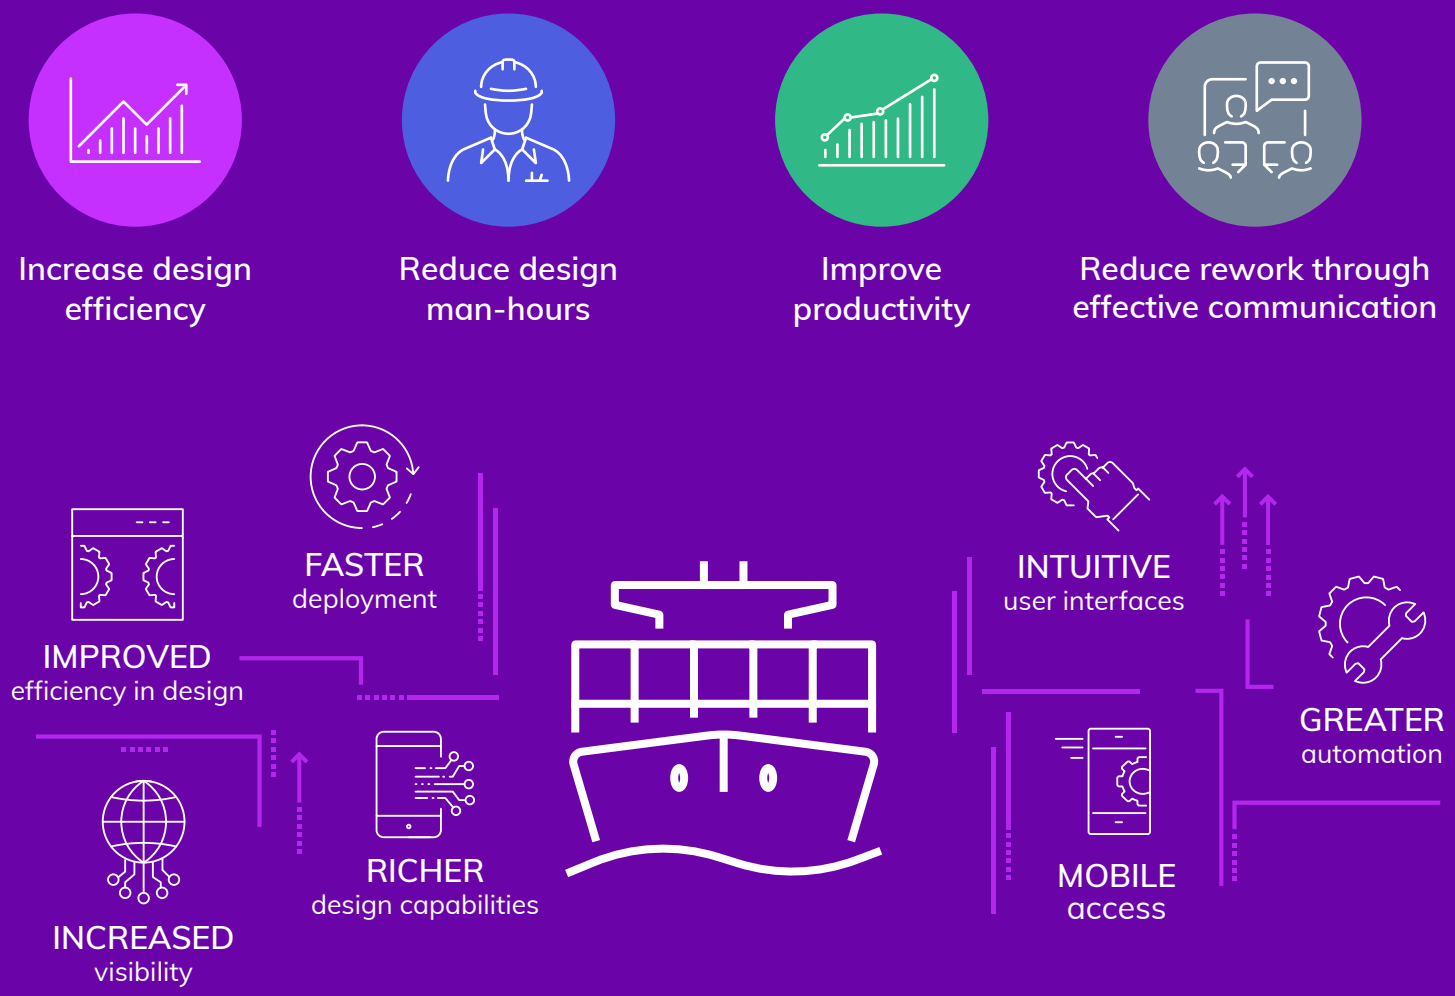 Increase design
efficiency
Reduce design
man-hours
Improve
productivity
Reduce rework through
effective communication
FASTER
deployment
IMPROVED
efficiency in design
INCREASED
visibility
RICHER
design capabilities
INTUITIVE
user interfaces
GREATER
automation
MOBILE
access